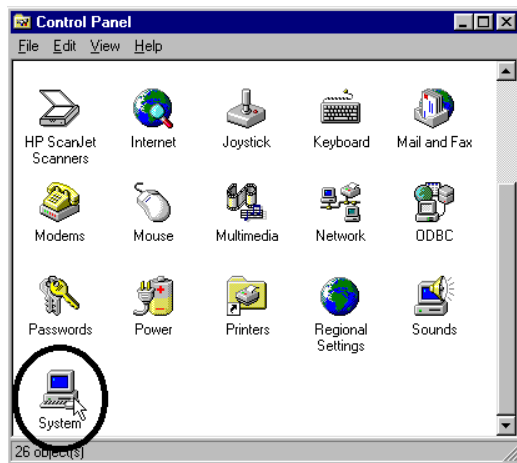 Control Panel
File Edit View Help
HP ScanJet Scanners
Internet
Joystick
Keyboard
Mail and Fax
Modems
Mouse
Multimedia
Network
ODBC
Passwords
Power
Printers
Regional Settings
Sounds
System
26 object(s)